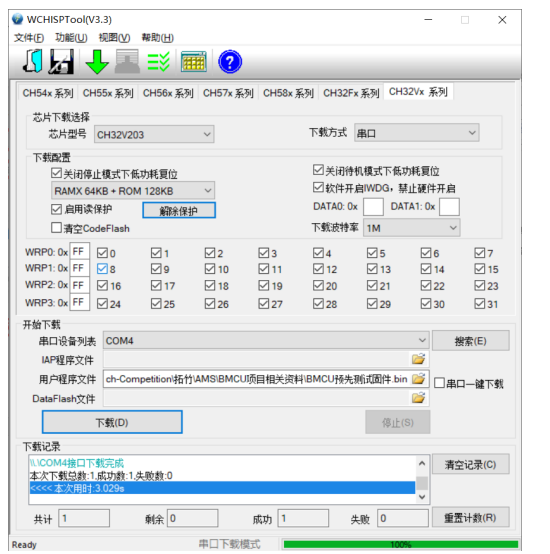 WCHISPTool(V3.3)
文件(F) 功能(U) 视图(V) 帮助(H)
CH54x 系列 CH55x 系列 CH56x 系列 CH57x 系列 CH58x 系列 CH32Fx 系列 CH32Vx 系列
芯片下载选择
芯片型号 CH32V203 下载方式 串口
下载配置
关闭停止模式下低功耗复位 关闭待机模式下低功耗复位
RAMX 64KB + ROM 128KB 软件开启IWDG，禁止硬件开启
启用读保护 解除保护 DATA0: 0x DATA1: 0x
清空CodeFlash 下载波特率 1M
WRP0: 0x FF 0 1 2 3 4 5 6 7
WRP1: 0x FF 8 9 10 11 12 13 14 15
WRP2: 0x FF 16 17 18 19 20 21 22 23
WRP3: 0x FF 24 25 26 27 28 29 30 31
开始下载
串口设备列表 COM4 搜索(E)
IAP程序文件
用户程序文件 ch-Competition\拓竹\AMS\BMCU项目相关资料\BMCU预先测试固件.bin 串口一键下载
DataFlash文件
下载(D) 停止(S)
下载记录
\\.\COM4接口下载完成 清空记录(C)
本次下载总数:1,成功数:1,失败数:0
<<<< 本次用时:3.029s
共计 1 剩余 0 成功 1 失败 0 重置计数(R)
Ready 串口下载模式 100%